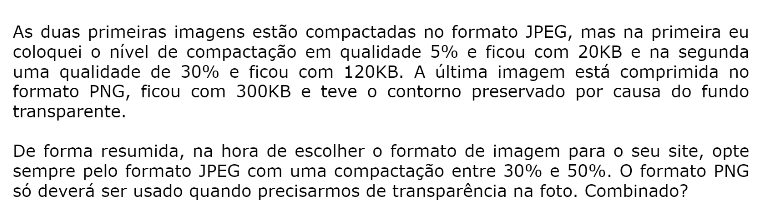 As duas primeiras imagens estão compactadas no formato JPEG, mas na primeira eu
coloquei o nível de compactação em qualidade 5% e ficou com 20KB e na segunda
uma qualidade de 30% e ficou com 120KB. A última imagem está comprimida no
formato PNG, ficou com 300KB e teve o contorno preservado por causa do fundo
transparente.
De forma resumida, na hora de escolher o formato de imagem para o seu site, opte
sempre pelo formato JPEG com uma compactação entre 30% e 50%. O formato PNG
só deverá ser usado quando precisarmos de transparência na foto. Combinado?